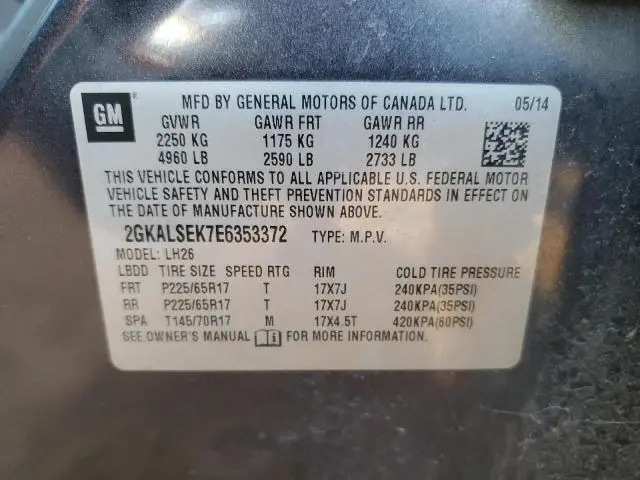 GM ® MFD BY GENERAL MOTORS OF CANADA LTD. 05/14
GVWR GAWR FRT GAWR RR
2250 KG 1175 KG 1240 KG
4960 LB 2590 LB 2733 LB
THIS VEHICLE CONFORMS TO ALL APPLICABLE U.S. FEDERAL MOTOR
VEHICLE SAFETY AND THEFT PREVENTION STANDARDS IN EFFECT ON
THE DATE OF MANUFACTURE SHOWN ABOVE.
2GKALSEK7E6353372 TYPE: M.P.V.
MODEL: LH26
LBDD TIRE SIZE SPEED RTG RIM COLD TIRE PRESSURE
FRT P225/65R17 T 17X7J 240KPA(35PSI)
RR P225/65R17 T 17X7J 240KPA(35PSI)
SPA T145/70R17 M 17X4.5T 420KPA(60PSI)
SEE OWNER'S MANUAL FOR MORE INFORMATION.